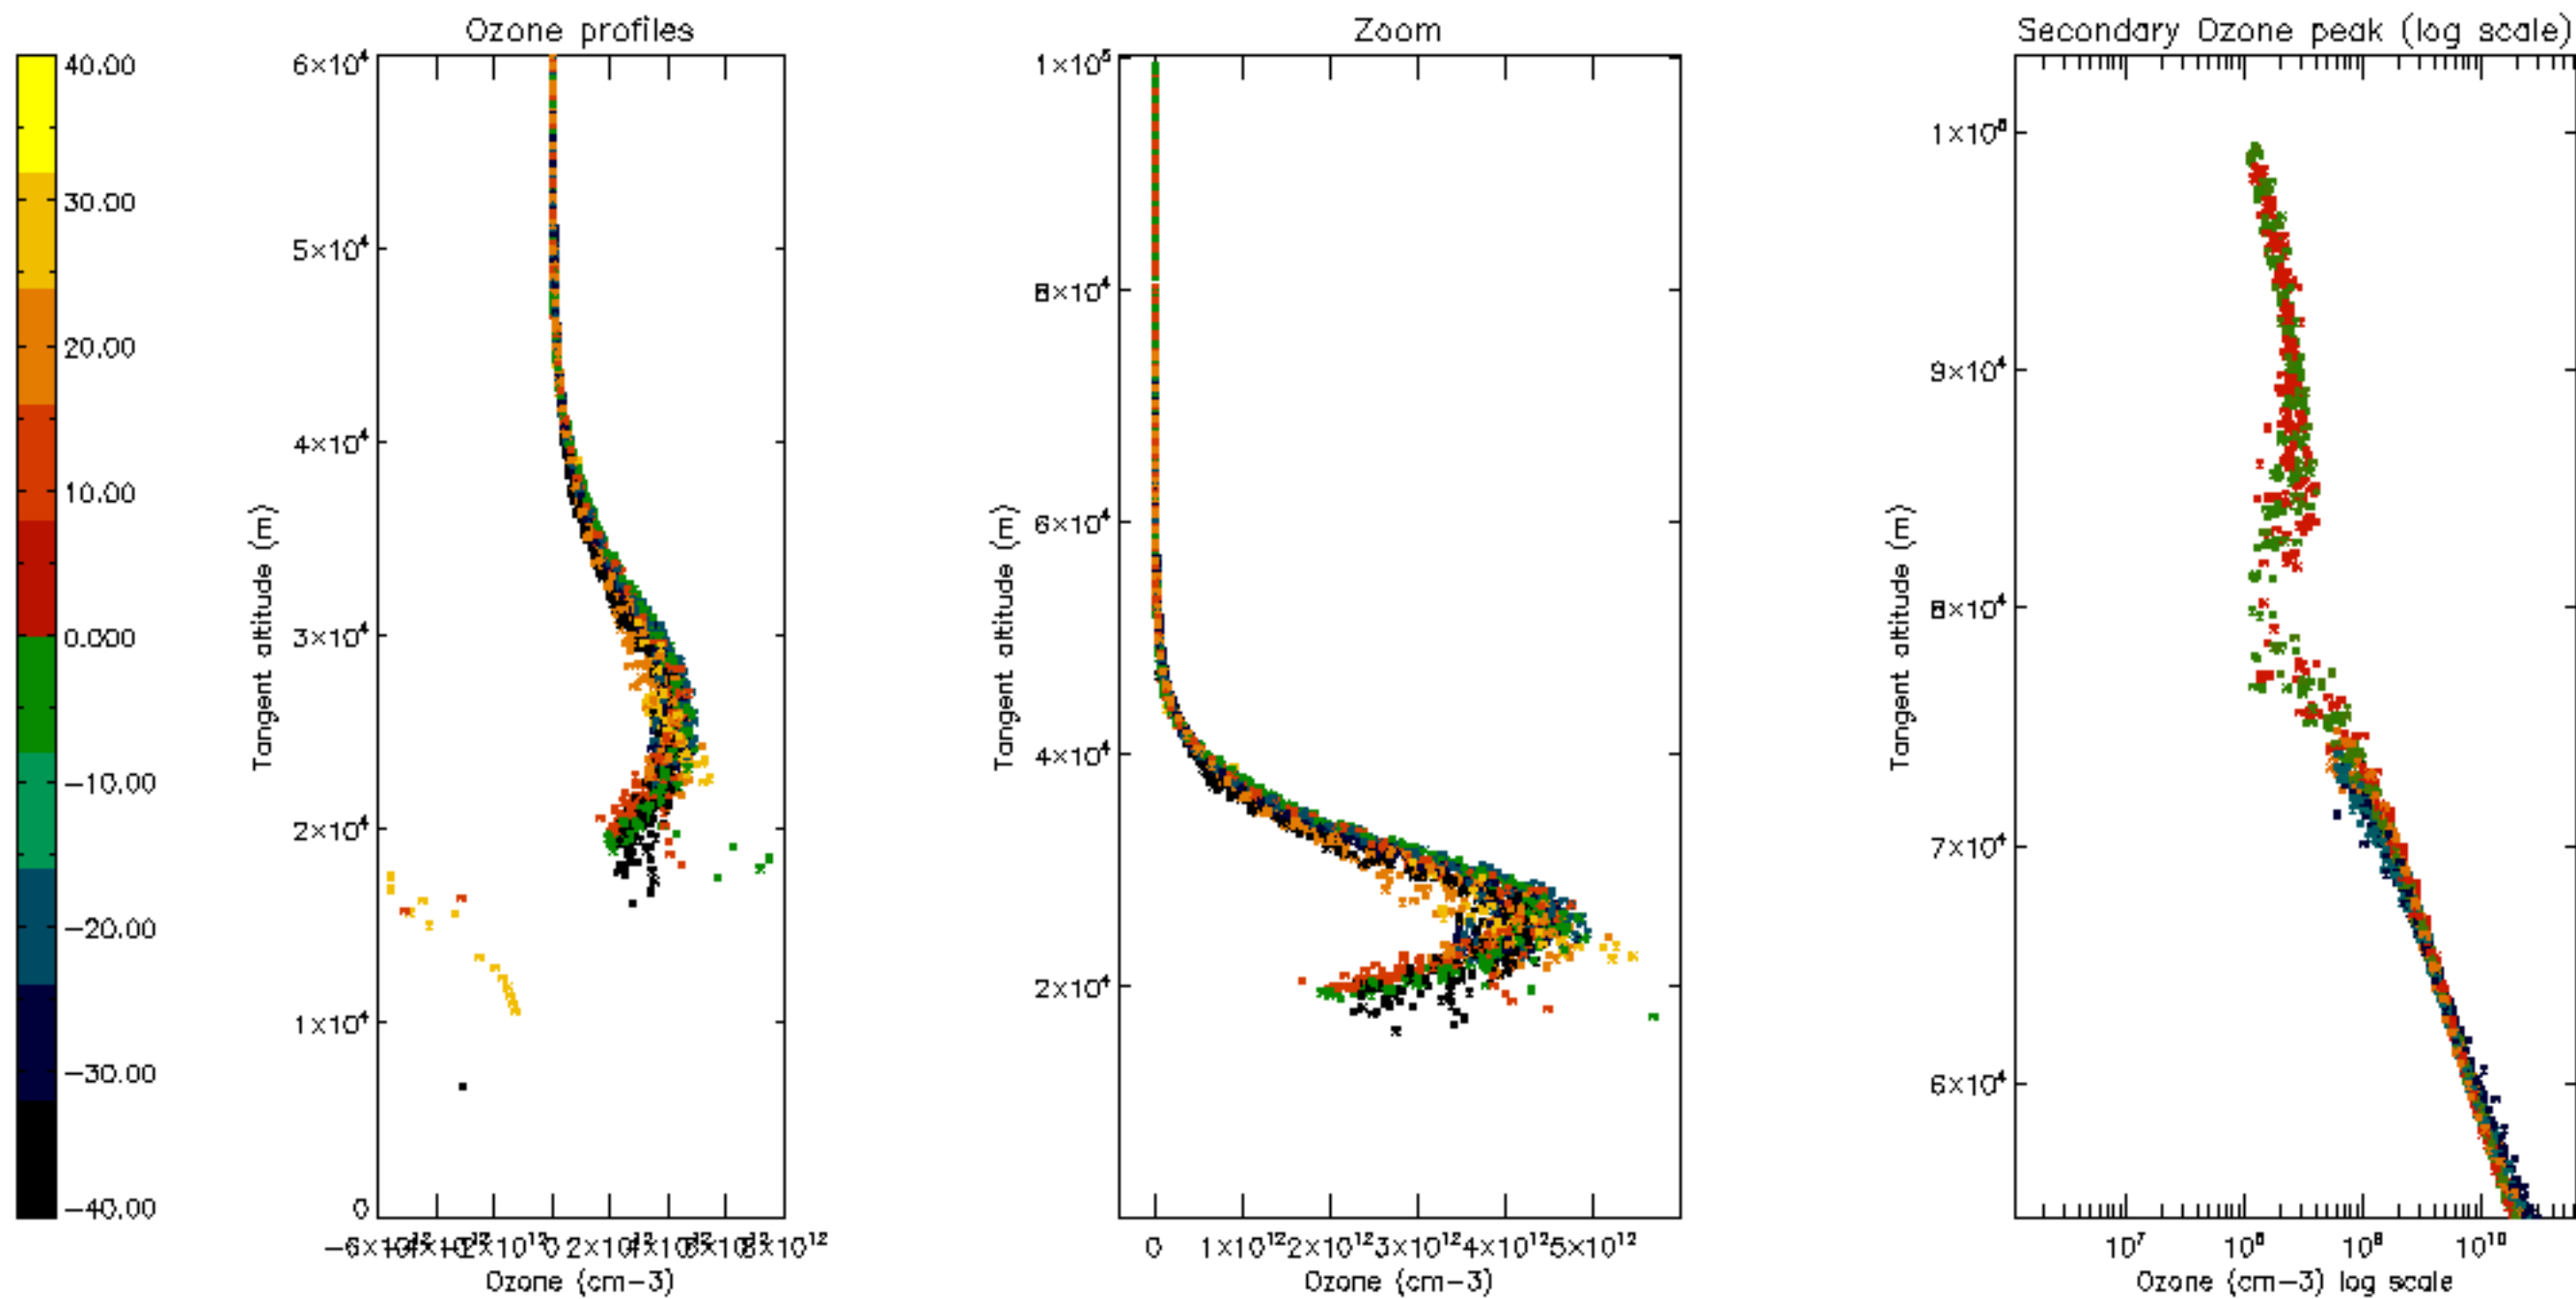 Ozone profiles
Zoom
Secondary Ozone peak (log scale)
40.00
30.00
20.00
10.00
−10.00
−20.00
−30.00
−40.00
Tangent altitude (m)
6×10⁴
5×10⁴
4×10⁴
3×10⁴
2×10⁴
1×10⁴
0
0
8×10¹²
Ozone (cm−3)
Tangent altitude (m)
1×10⁵
8×10⁴
6×10⁴
4×10⁴
2×10⁴
0 1×10¹² 2×10¹² 3×10¹² 4×10¹² 5×10¹²
Ozone (cm−3)
Tangent altitude (m)
9×10⁴
8×10⁴
7×10⁴
6×10⁴
10⁷ 10⁸ 10⁹ 10¹⁰
Ozone (cm−3) log scale